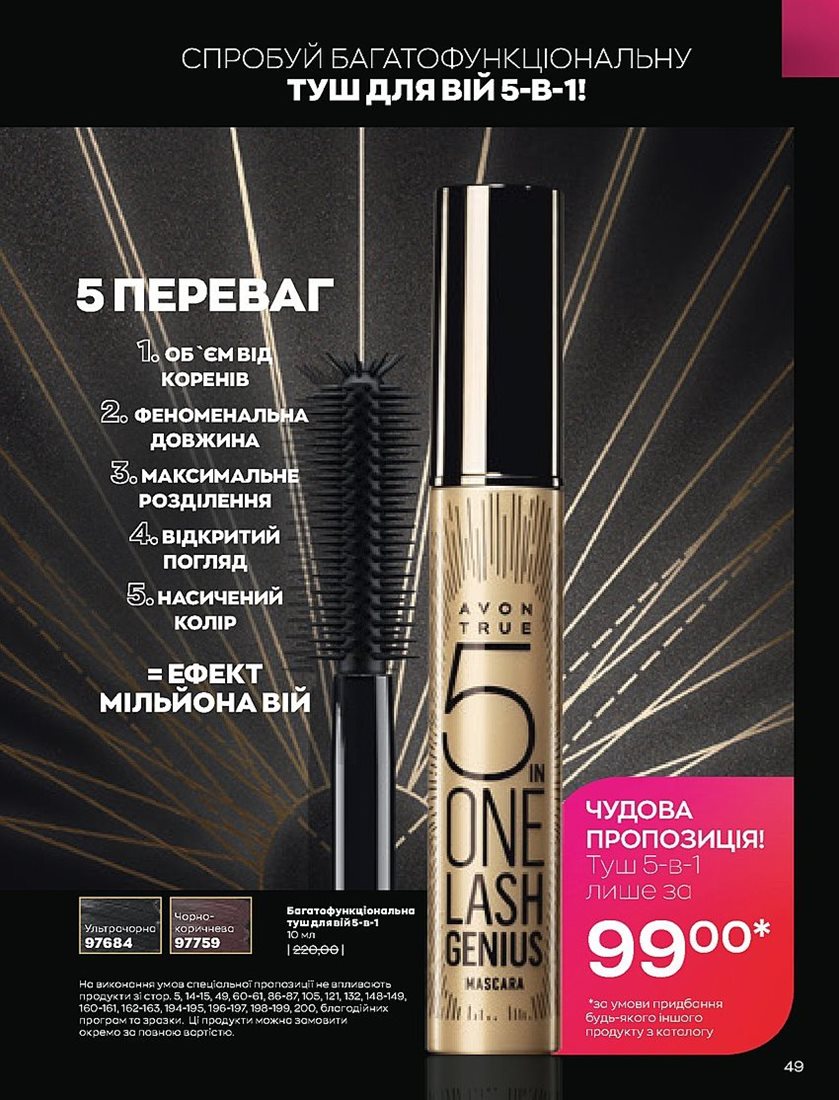 СПРОБУЙ БАГАТОФУНКЦІОНАЛЬНУ
ТУШ ДЛЯ ВІЙ 5-В-1!
5 ПЕРЕВАГ
1. ОБ`ЄМ ВІД
КОРЕНІВ
2. ФЕНОМЕНАЛЬНА
ДОВЖИНА
3. МАКСИМАЛЬНЕ
РОЗДІЛЕННЯ
4. ВІДКРИТИЙ
ПОГЛЯД
5. НАСИЧЕНИЙ
КОЛІР
= ЕФЕКТ
МІЛЬЙОНА ВІЙ
AVON
TRUE
5
IN
ONE
LASH
GENIUS
MASCARA
ЧУДОВА
ПРОПОЗИЦІЯ!
Туш 5-в-1
лише за
9900*
*за умови придбання
будь-якого іншого
продукту з каталогу
Ультрачорна
97684
Чорно-
коричнева
97759
Багатофункціональна
туш для вій 5-в-1
10 мл
| 220,00 |
На виконання умов спеціальної пропозиції не впливають
продукти зі стор. 5, 14-15, 49, 60-61, 86-87, 105, 121, 132, 148-149,
160-161, 162-163, 194-195, 196-197, 198-199, 200, благодійних
програм та зразки. Ці продукти можна замовити
окремо за повною вартістю.
49